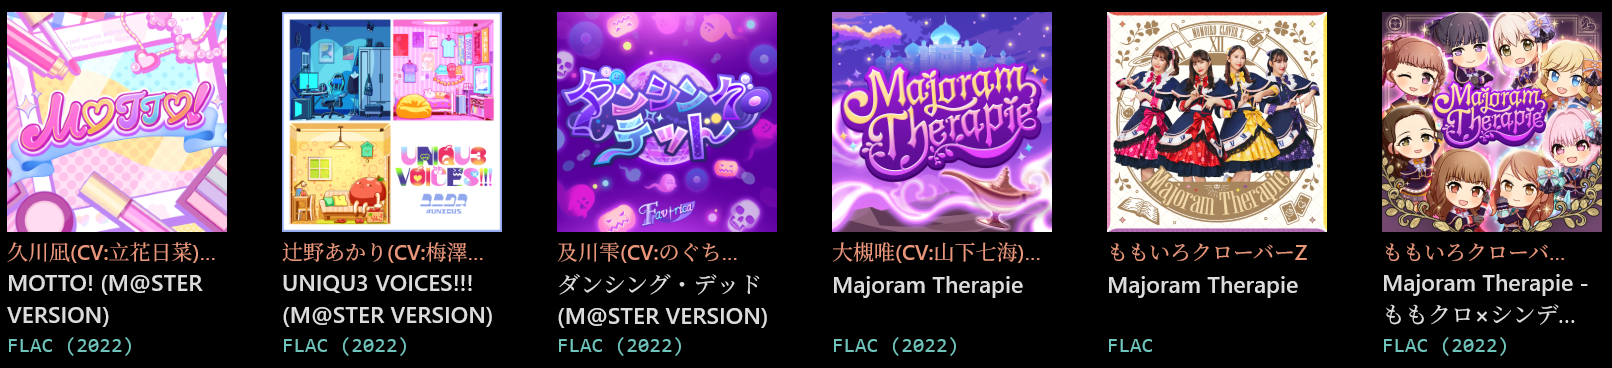 MOTTO!
久川凪(CV:立花日菜)...
MOTTO! (M@STER
VERSION)
FLAC (2022)
UNIQU3
VOICES!!!
#UNICUS
辻野あかり(CV:梅澤...
UNIQU3 VOICES!!!
(M@STER VERSION)
FLAC (2022)
ダンシング
デッド
Fav+rica
及川雫(CV:のぐち...
ダンシング・デッド
(M@STER VERSION)
FLAC (2022)
Majoram
Therapie
大槻唯(CV:山下七海)...
Majoram Therapie
FLAC (2022)
MOMOIRO CLOVER Z
XII
Majoram Therapie
ももいろクローバーZ
Majoram Therapie
FLAC
Majoram
Therapie
ももいろクローバ...
Majoram Therapie -
ももクロ×シンデ...
FLAC (2022)